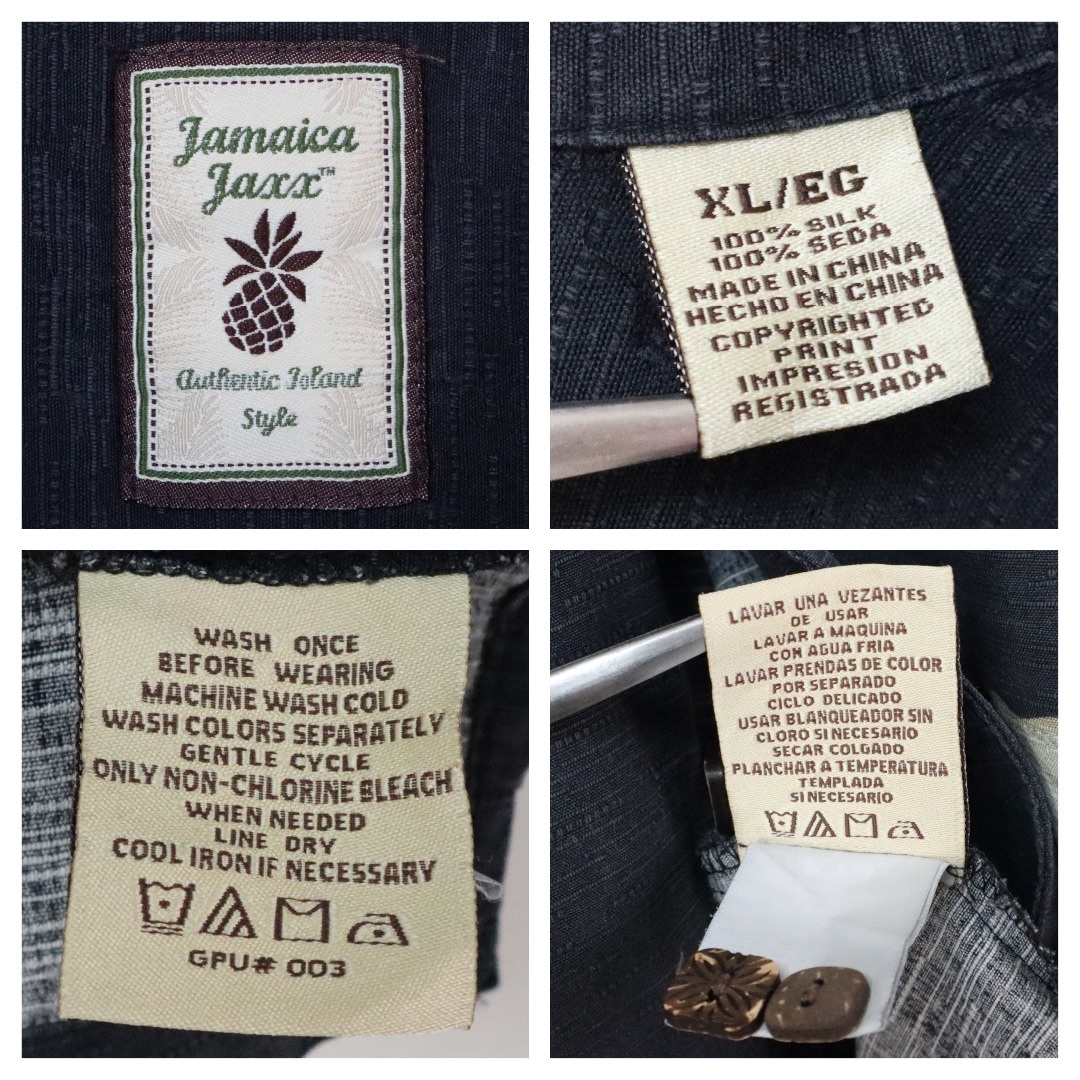 Jamaica
Jaxx™
Authentic Island
Style
XL/EG
100% SILK
100% SEDA
MADE IN CHINA
HECHO EN CHINA
COPYRIGHTED
PRINT
IMPRESION
REGISTRADA
WASH ONCE
BEFORE WEARING
MACHINE WASH COLD
WASH COLORS SEPARATELY
GENTLE CYCLE
ONLY NON-CHLORINE BLEACH
WHEN NEEDED
LINE DRY
COOL IRON IF NECESSARY
GPU# 003
LAVAR UNA VEZANTES
DE USAR
LAVAR A MAQUINA
CON AGUA FRIA
LAVAR PRENDAS DE COLOR
POR SEPARADO
CICLO DELICADO
USAR BLANQUEADOR SIN
CLORO SI NECESARIO
SECAR COLGADO
PLANCHAR A TEMPERATURA
TEMPLADA
SI NECESARIO